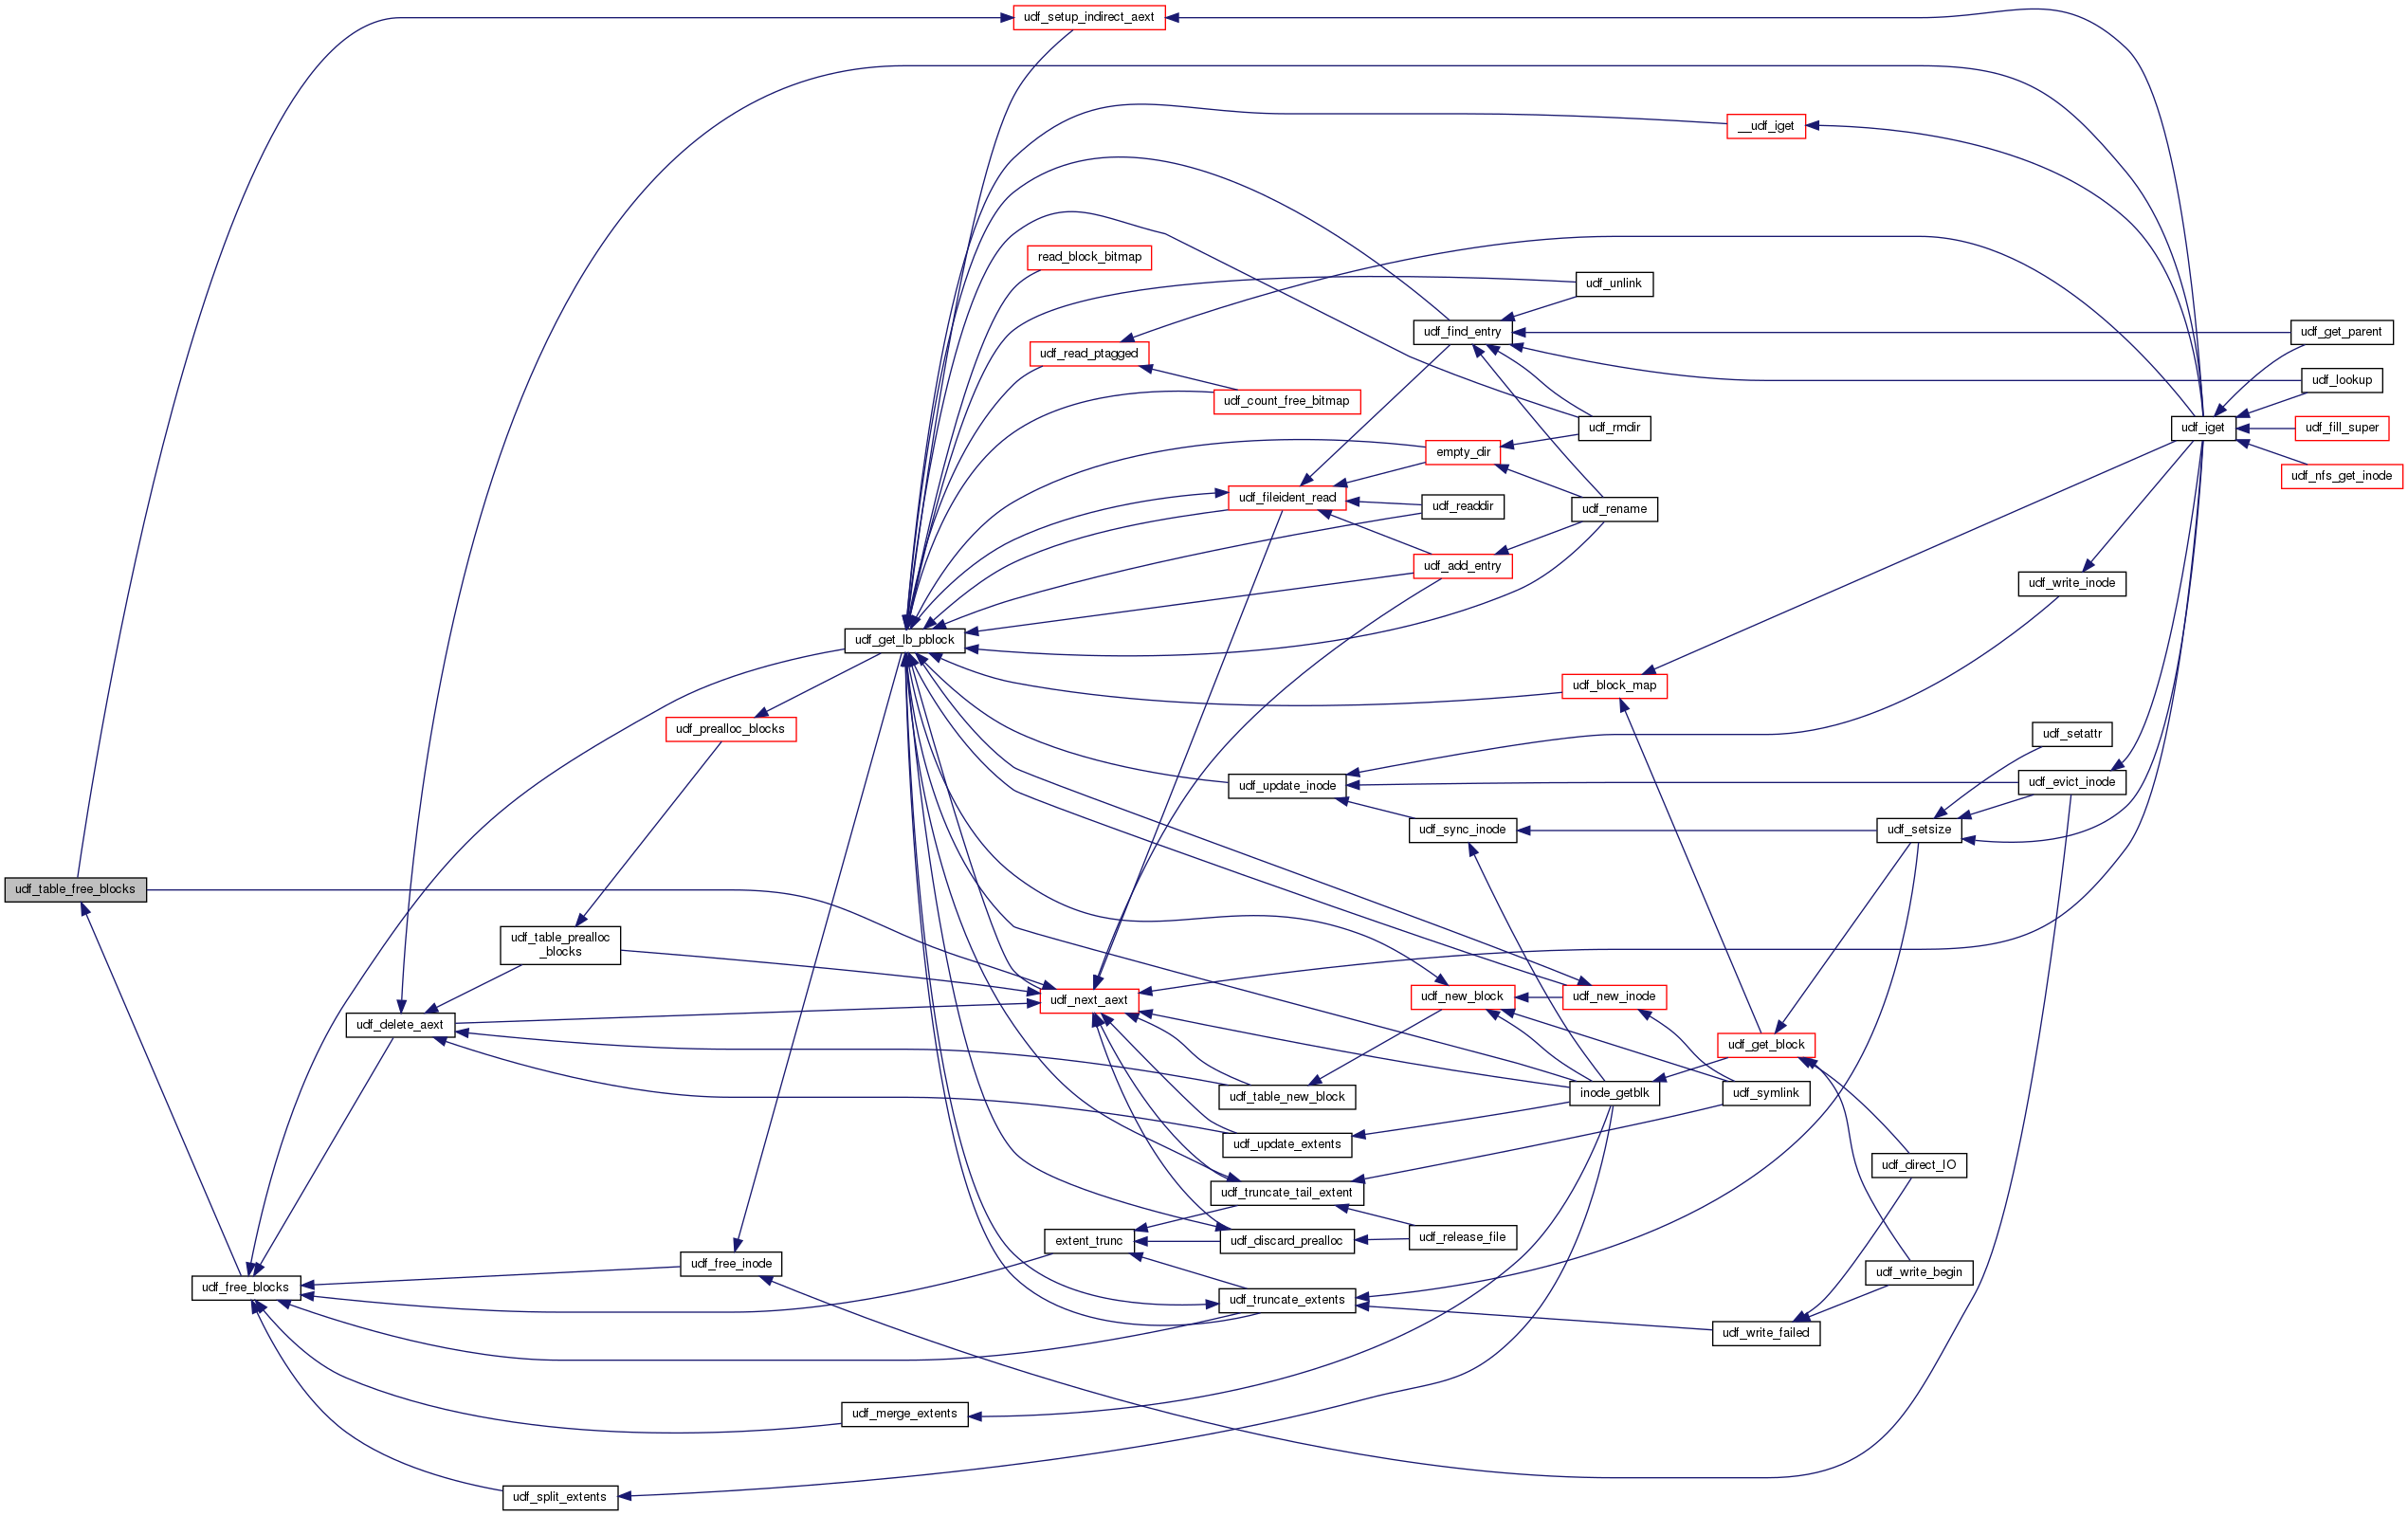 udf_setup_indirect_aext
__udf_iget
read_block_bitmap
udf_unlink
udf_find_entry
udf_get_parent
udf_read_ptagged
udf_lookup
udf_count_free_bitmap
udf_rmdir
udf_iget
udf_fill_super
empty_dir
udf_nfs_get_inode
udf_fileident_read
udf_readdir
udf_rename
udf_add_entry
udf_write_inode
udf_get_lb_pblock
udf_block_map
udf_prealloc_blocks
udf_setattr
udf_update_inode
udf_evict_inode
udf_sync_inode
udf_setsize
udf_table_free_blocks
udf_table_prealloc
_blocks
udf_next_aext
udf_new_block
udf_new_inode
udf_delete_aext
udf_get_block
udf_table_new_block
inode_getblk
udf_symlink
udf_update_extents
udf_direct_IO
udf_truncate_tail_extent
extent_trunc
udf_discard_prealloc
udf_release_file
udf_free_inode
udf_write_begin
udf_free_blocks
udf_truncate_extents
udf_write_failed
udf_merge_extents
udf_split_extents